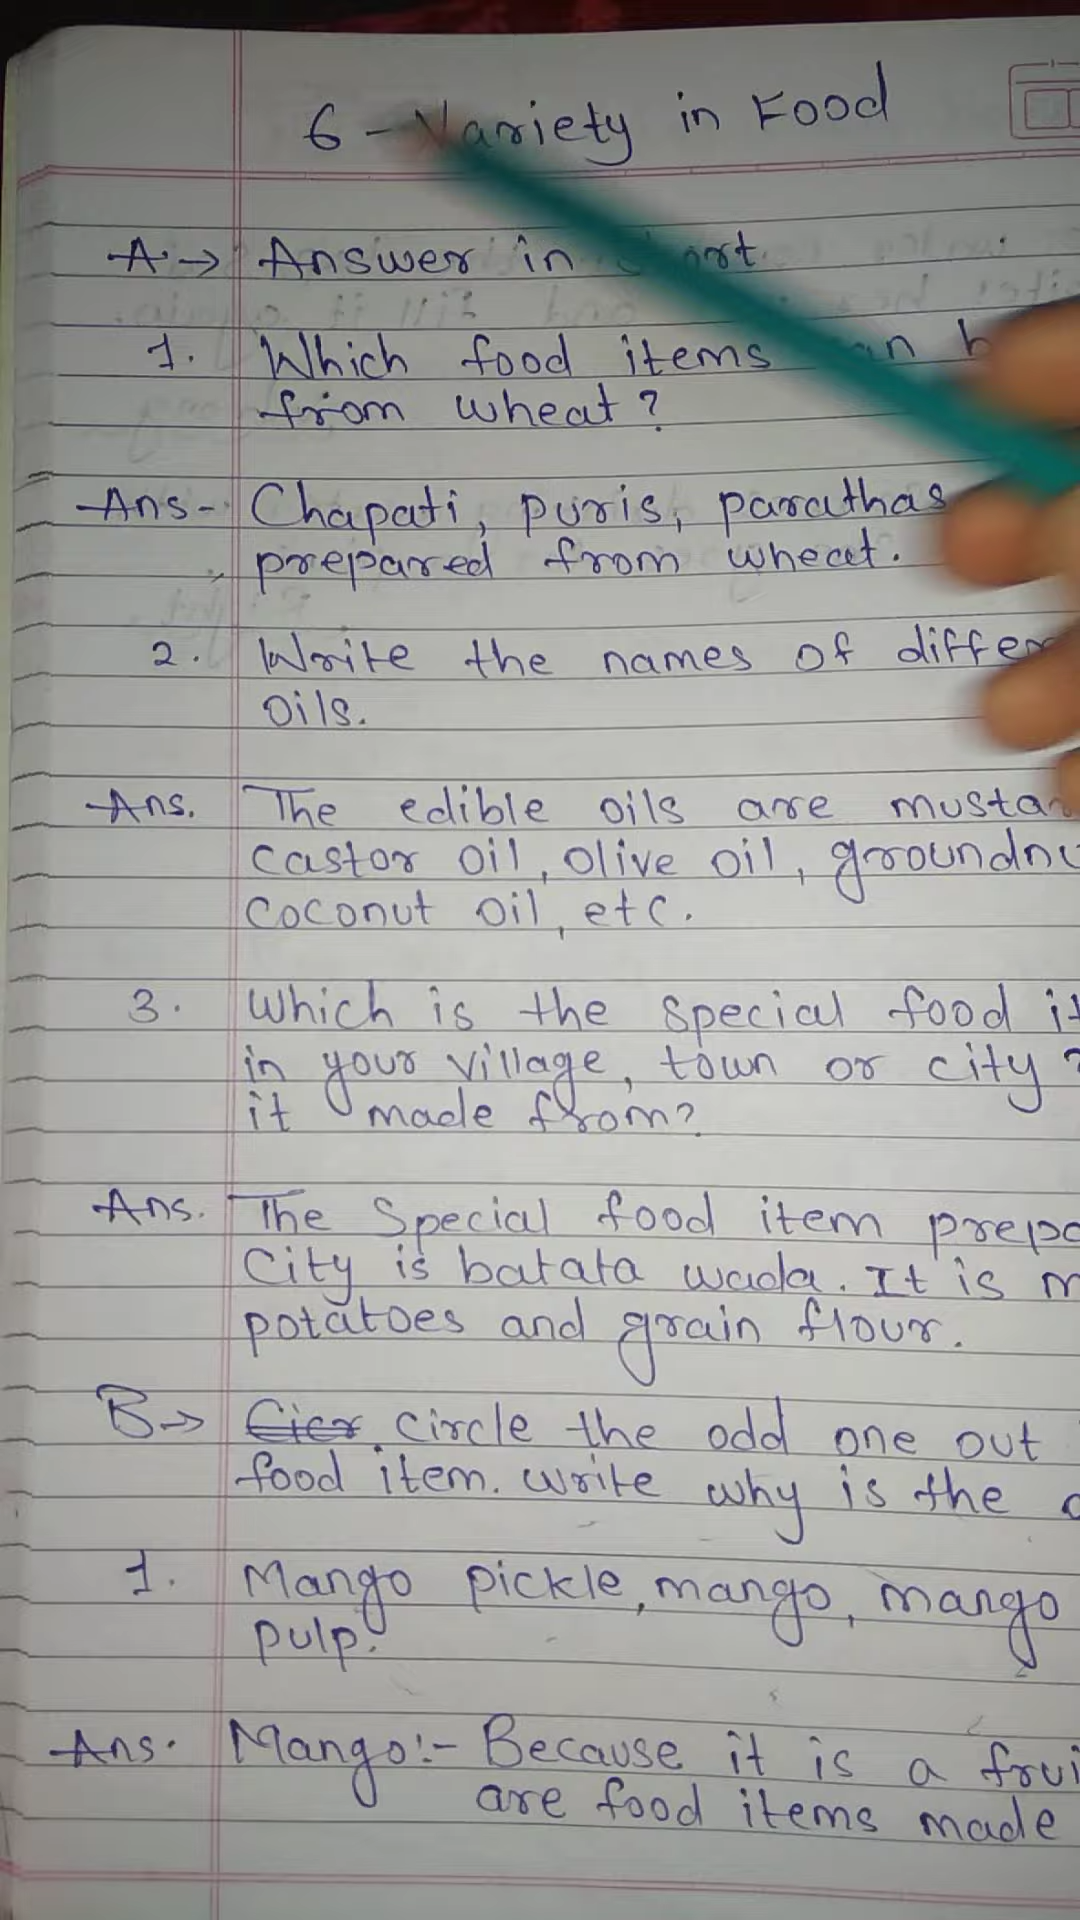 6 - Variety in Food
A → Answer in
1. Which food items
from wheat?
Ans- Chapati, puris, parathas
prepared from wheat.
2. Write the names of
Oils.
Ans. The edible oils are
castor oil, olive oil,
coconut oil, etc.
3. Which is the special food
in your village, town or city?
it made from?
Ans. The Special food item
City is batata wada. It is
potatoes and grain flour.
B → Circle the odd one out
food item. write why is the
1. Mango pickle, mango, mango
pulp.
Ans. Mango:- Because it is a
are food items made